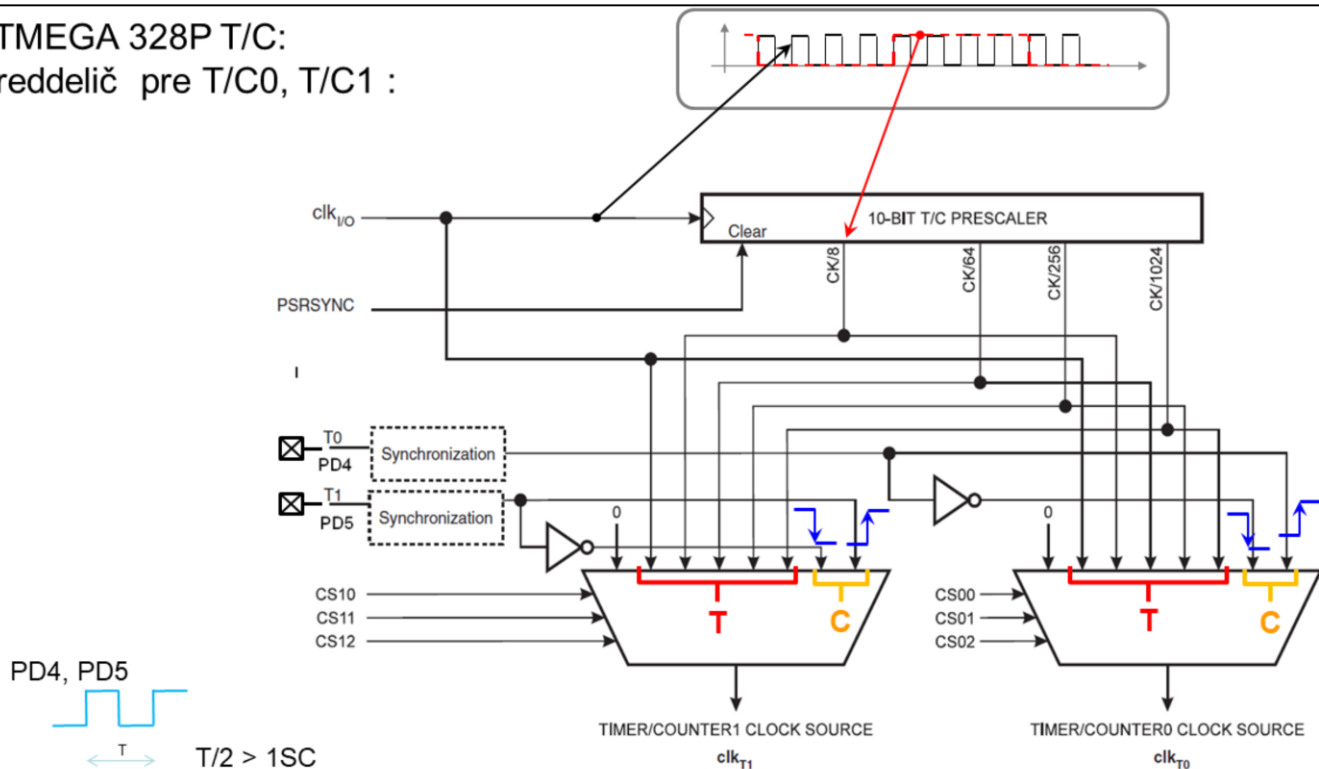 TMEGA 328P T/C:
reddelič pre T/C0, T/C1 :
clkI/O
10-BIT T/C PRESCALER
Clear
CK/8
CK/64
CK/256
CK/1024
PSRSYNC
I
T0
PD4
Synchronization
T1
PD5
Synchronization
0
0
CS10
CS11
CS12
T
C
CS00
CS01
CS02
T
C
PD4, PD5
T
T/2 > 1SC
TIMER/COUNTER1 CLOCK SOURCE
clkT1
TIMER/COUNTER0 CLOCK SOURCE
clkT0